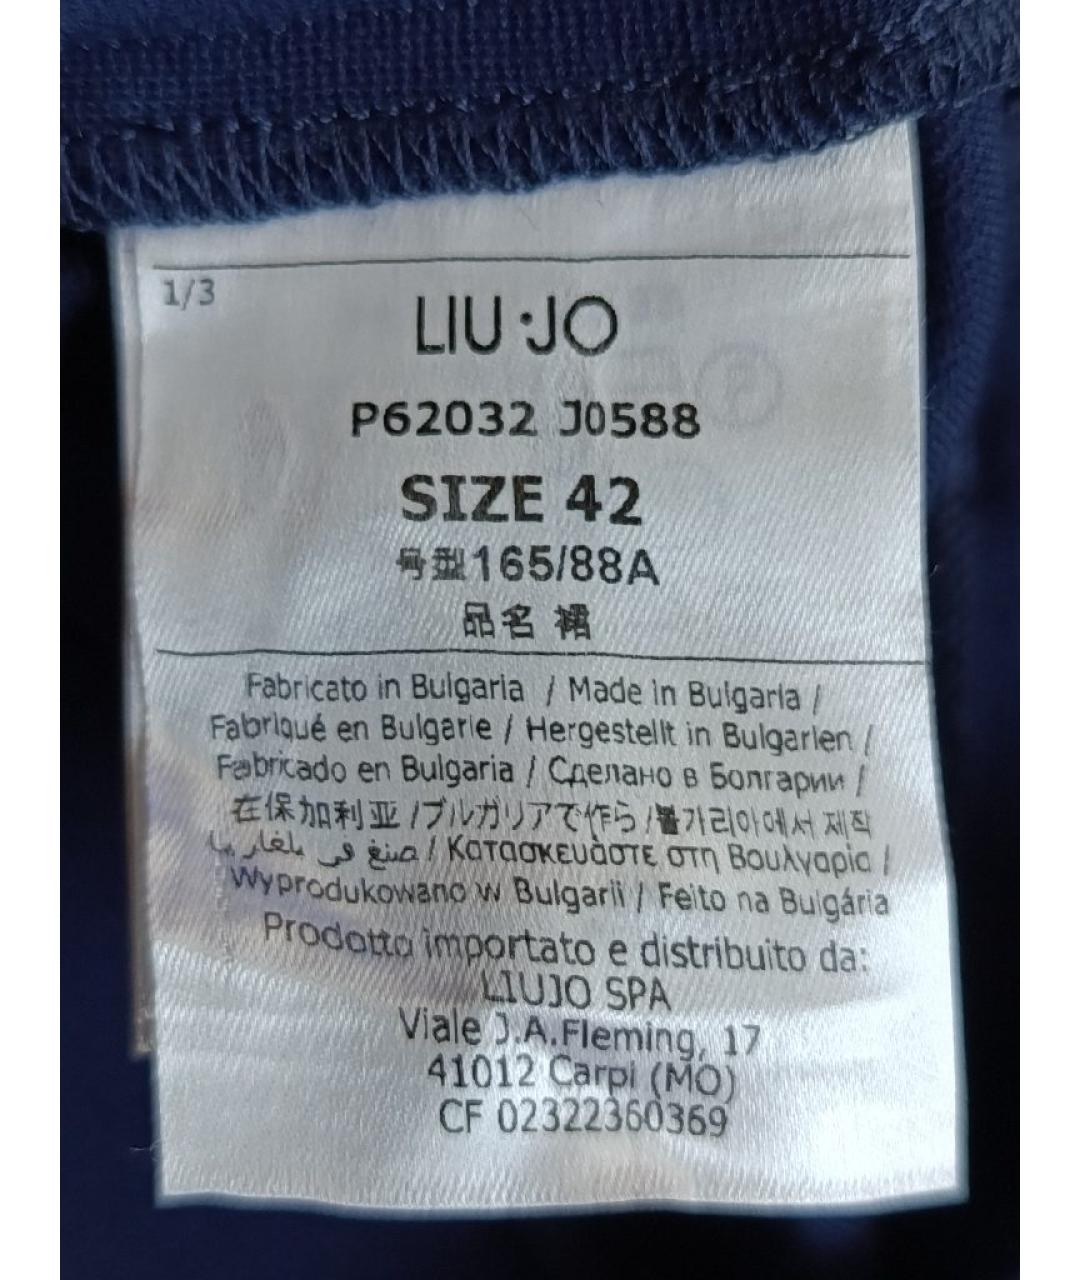 1/3
LIU·JO
P62032 J0588
SIZE 42
号型165/88A
品名 裙
Fabricato in Bulgaria / Made in Bulgaria /
Fabriqué en Bulgarie / Hergestellt in Bulgarien /
Fabricado en Bulgaria / Сделано в Болгарии /
在保加利亚 /ブルガリアで作ら /불가리아에서 제작
صنع في بلغاريا / Κατασκευάστε στη Βουλγαρία /
Wyprodukowano w Bulgarii / Feito na Bulgária
Prodotto importato e distribuito da:
LIUJO SPA
Viale J.A.Fleming, 17
41012 Carpi (MO)
CF 02322360369